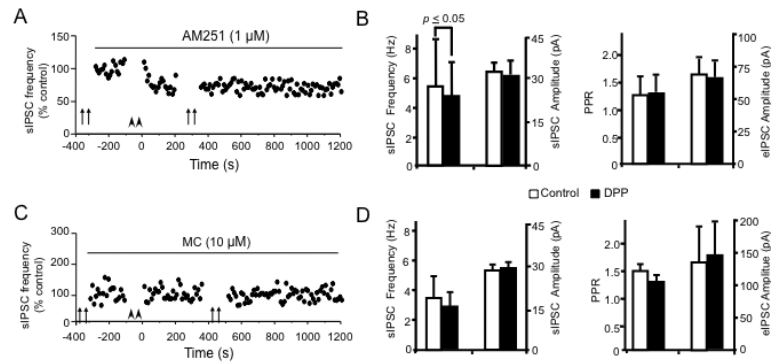 A
AM251 (1 µM)
sIPSC frequency
(% control)
150
100
50
0
-400 -200 0 200 400 600 800 1000 1200
Time (s)
B
p ≤ 0.05
sIPSC Frequency (Hz)
8
6
4
2
0
sIPSC Amplitude (pA)
45
30
15
0
PPR
2.0
1.5
1.0
0.5
0.0
eIPSC Amplitude (pA)
100
75
50
25
0
Control DPP
C
MC (10 µM)
sIPSC frequency
(% control)
300
200
100
0
-400 -200 0 200 400 600 800 1000 1200
Time (s)
D
sIPSC Frequency (Hz)
8
6
4
2
0
sIPSC Amplitude (pA)
45
30
15
0
PPR
2.0
1.5
1.0
0.5
0.0
eIPSC Amplitude (pA)
200
150
100
50
0